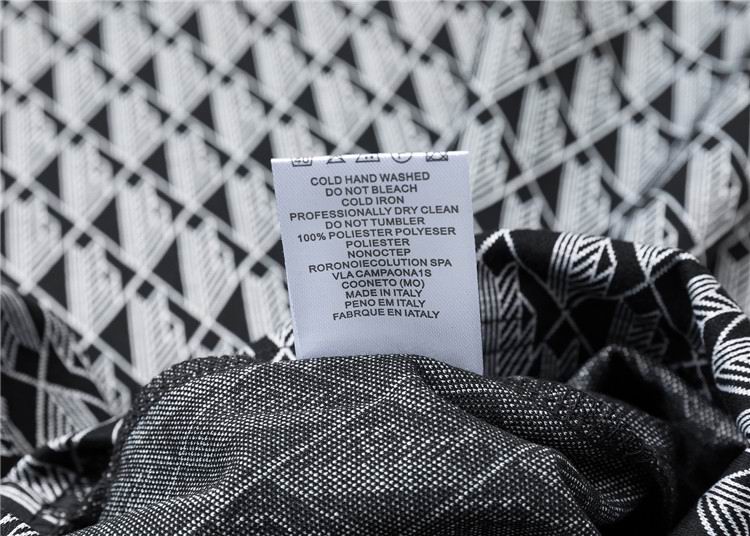 COLD HAND WASHED
DO NOT BLEACH
COLD IRON
PROFESSIONALLY DRY CLEAN
DO NOT TUMBLER
100% POLIESTER POLYESER
POLIESTER
NONOCTEP
RORONOIECOLUTION SPA
VLA CAMPAONA1S
COONETO (MO)
MADE IN ITALY
PENO EM ITALY
FABRQUE EN IATALY